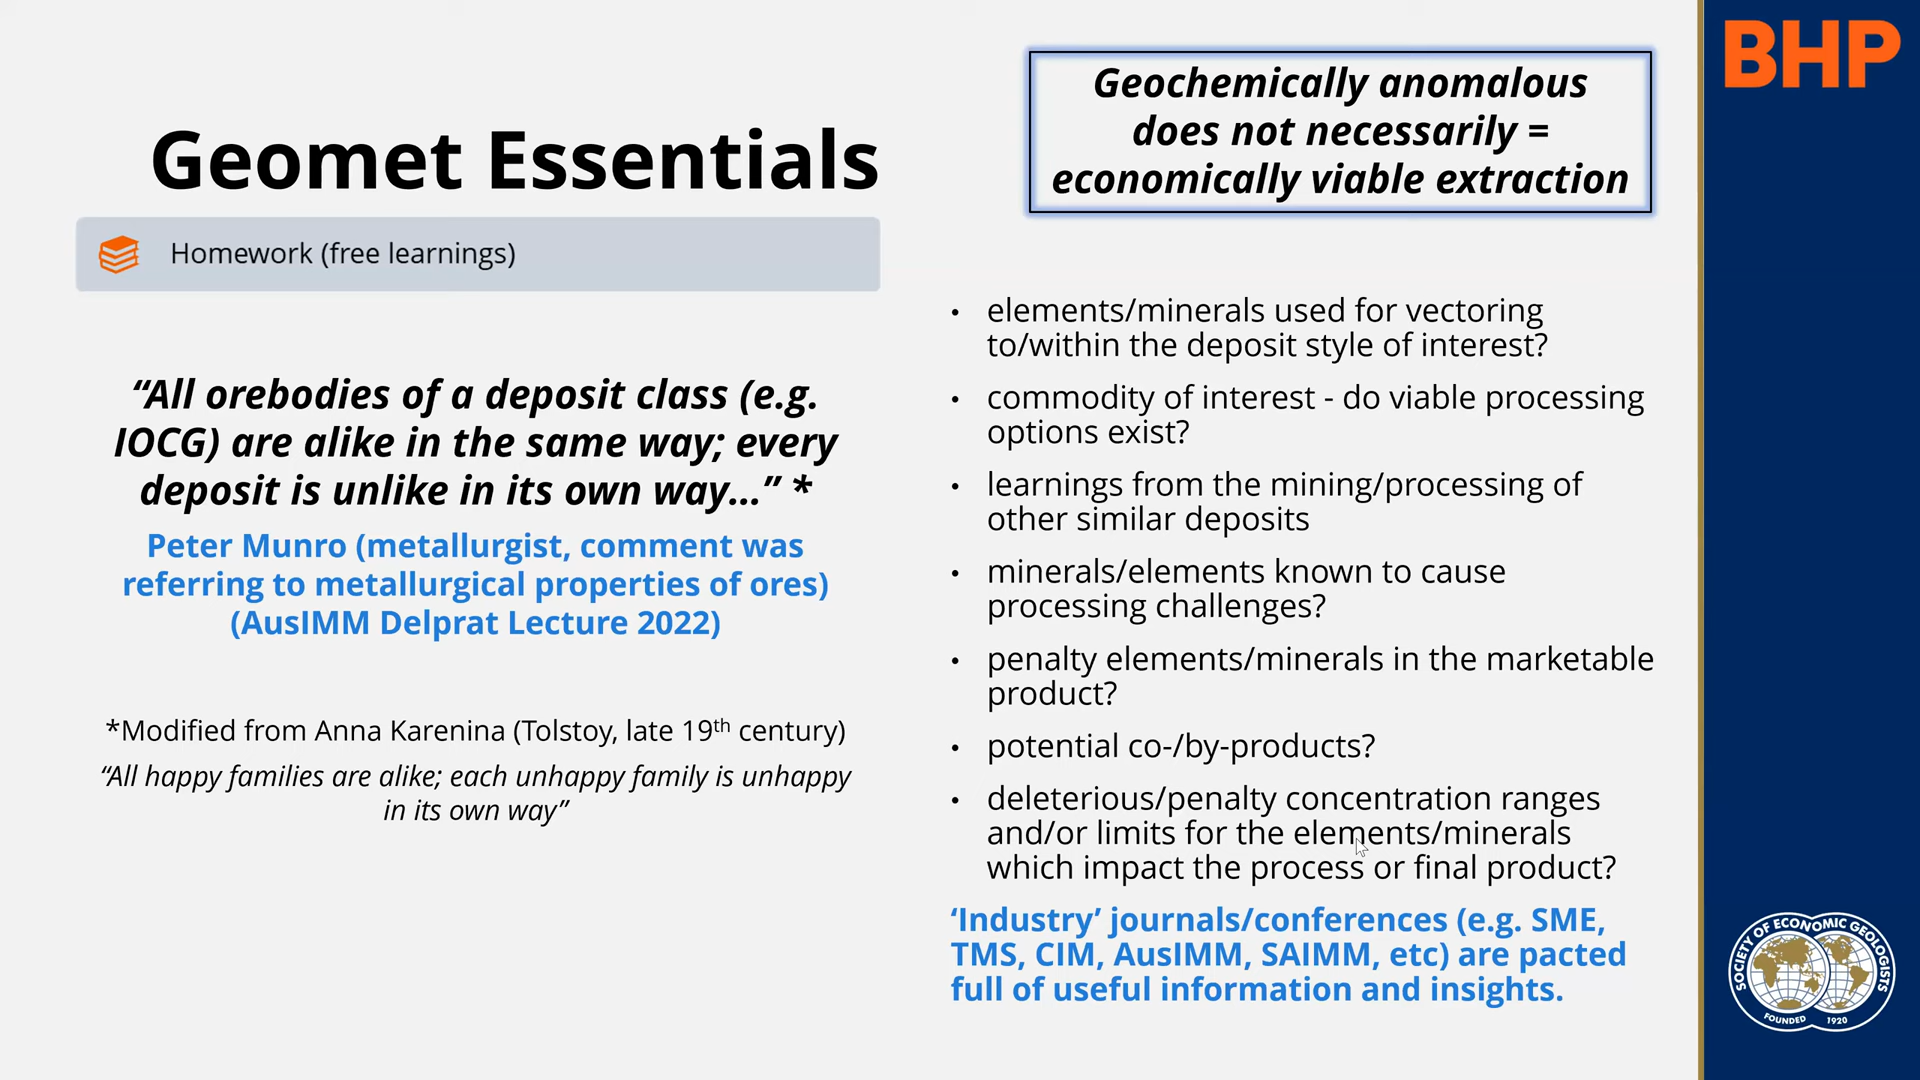 Geomet Essentials
Homework (free learnings)
“All orebodies of a deposit class (e.g.
IOCG) are alike in the same way; every
deposit is unlike in its own way...” *
Peter Munro (metallurgist, comment was
referring to metallurgical properties of ores)
(AusIMM Delprat Lecture 2022)
*Modified from Anna Karenina (Tolstoy, late 19th century)
“All happy families are alike; each unhappy family is unhappy
in its own way”
Geochemically anomalous
does not necessarily =
economically viable extraction
• elements/minerals used for vectoring
to/within the deposit style of interest?
• commodity of interest - do viable processing
options exist?
• learnings from the mining/processing of
other similar deposits
• minerals/elements known to cause
processing challenges?
• penalty elements/minerals in the marketable
product?
• potential co-/by-products?
• deleterious/penalty concentration ranges
and/or limits for the elements/minerals
which impact the process or final product?
‘Industry’ journals/conferences (e.g. SME,
TMS, CIM, AusIMM, SAIMM, etc) are pacted
full of useful information and insights.
BHP
SOCIETY OF ECONOMIC GEOLOGISTS
FOUNDED 1920